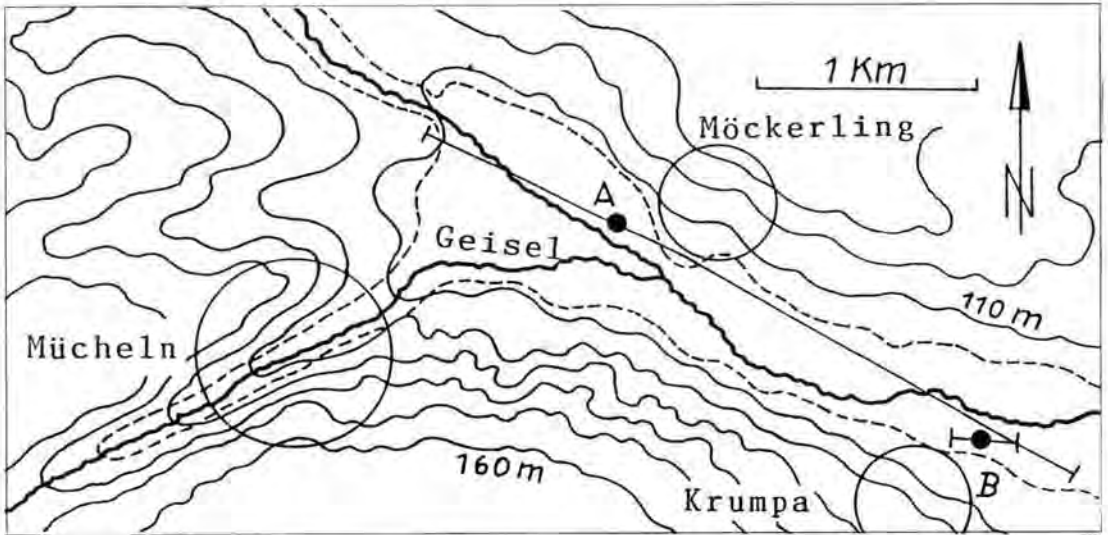 1 Km
Möckerling
N
A
Geisel
110 m
Mücheln
B
160 m
Krumpa